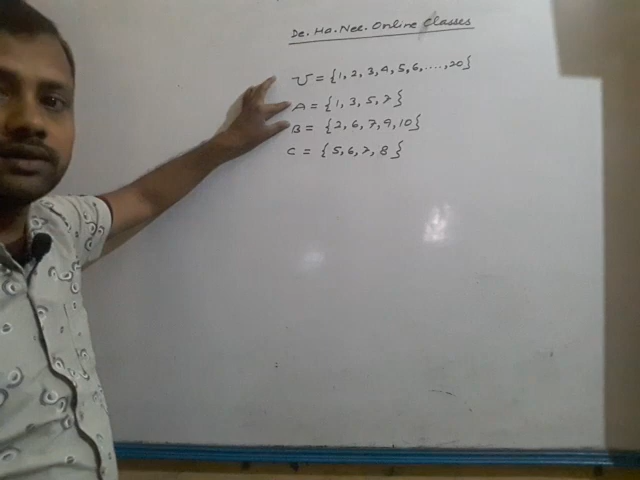 De. Ha. Nee. Online Classes
U = {1, 2, 3, 4, 5, 6, ...., 20}
A = {1, 3, 5, 7}
B = {2, 6, 7, 9, 10}
C = {5, 6, 7, 8}